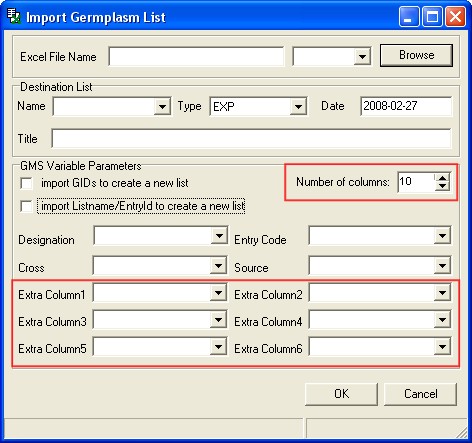 Import Germplasm List
Excel File Name Browse
Destination List
Name Type EXP Date 2008-02-27
Title
GMS Variable Parameters
import GIDs to create a new list Number of columns: 10
import Listname/EntryId to create a new list
Designation Entry Code
Cross Source
Extra Column1 Extra Column2
Extra Column3 Extra Column4
Extra Column5 Extra Column6
OK Cancel